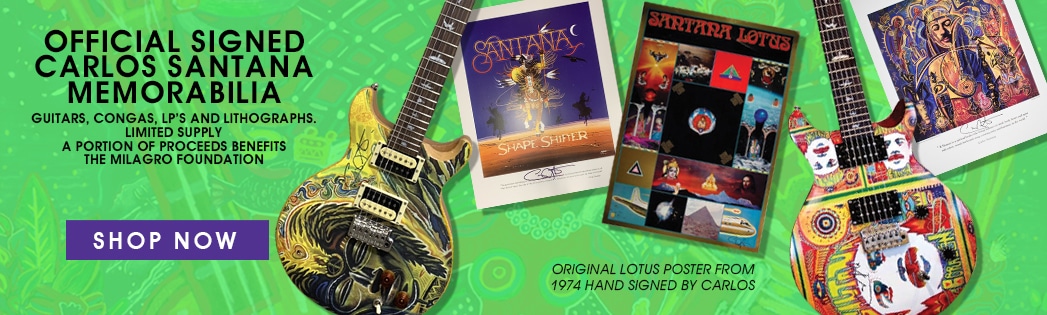 OFFICIAL SIGNED
CARLOS SANTANA
MEMORABILIA
GUITARS, CONGAS, LP'S AND LITHOGRAPHS.
LIMITED SUPPLY
A PORTION OF PROCEEDS BENEFITS
THE MILAGRO FOUNDATION
SHOP NOW
SANTANA
SHAPE SHIFTER
SANTANA LOTUS
ORIGINAL LOTUS POSTER FROM
1974 HAND SIGNED BY CARLOS